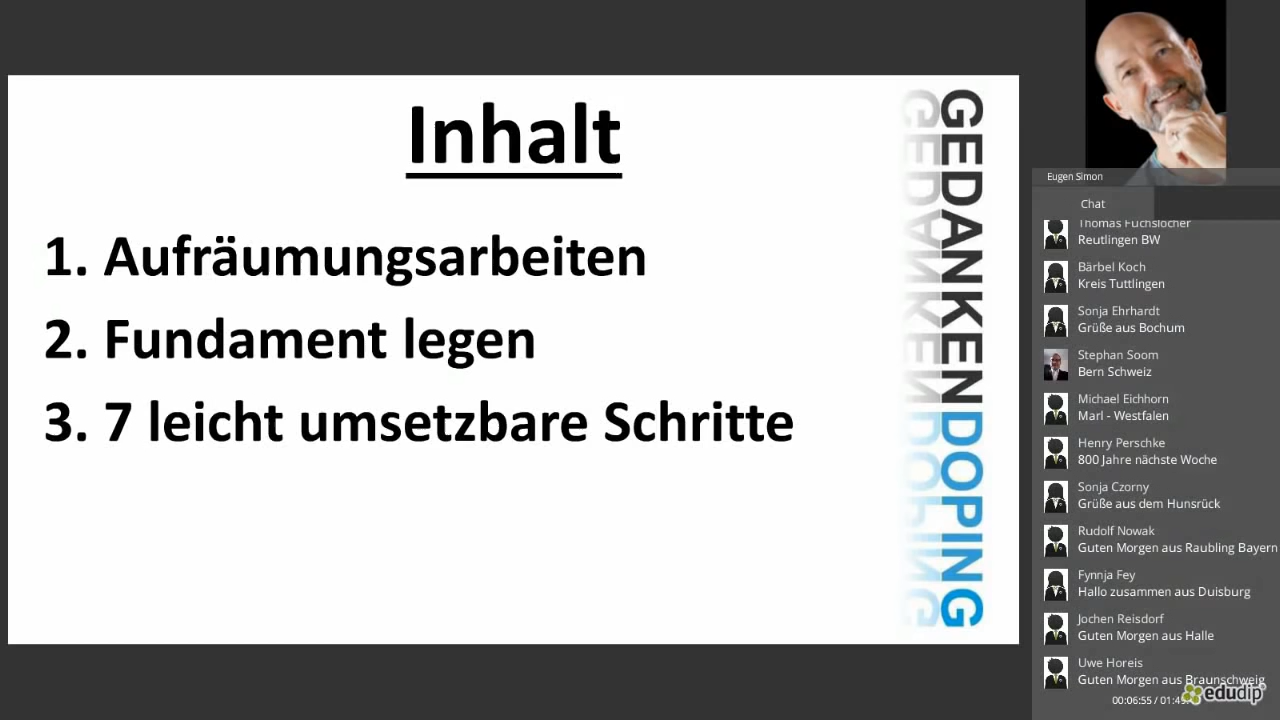 Inhalt
1. Aufräumungsarbeiten
2. Fundament legen
3. 7 leicht umsetzbare Schritte
GEDANKENDOPING
Eugen Simon
Chat
Thomas Fuchslocher
Reutlingen BW
Bärbel Koch
Kreis Tuttlingen
Sonja Ehrhardt
Grüße aus Bochum
Stephan Soom
Bern Schweiz
Michael Eichhorn
Marl - Westfalen
Henry Perschke
800 Jahre nächste Woche
Sonja Czorny
Grüße aus dem Hunsrück
Rudolf Nowak
Guten Morgen aus Raubling Bayern
Fynnja Fey
Hallo zusammen aus Duisburg
Jochen Reisdorf
Guten Morgen aus Halle
Uwe Horeis
Guten Morgen aus Braunschweig
00:06:55 /
edudip